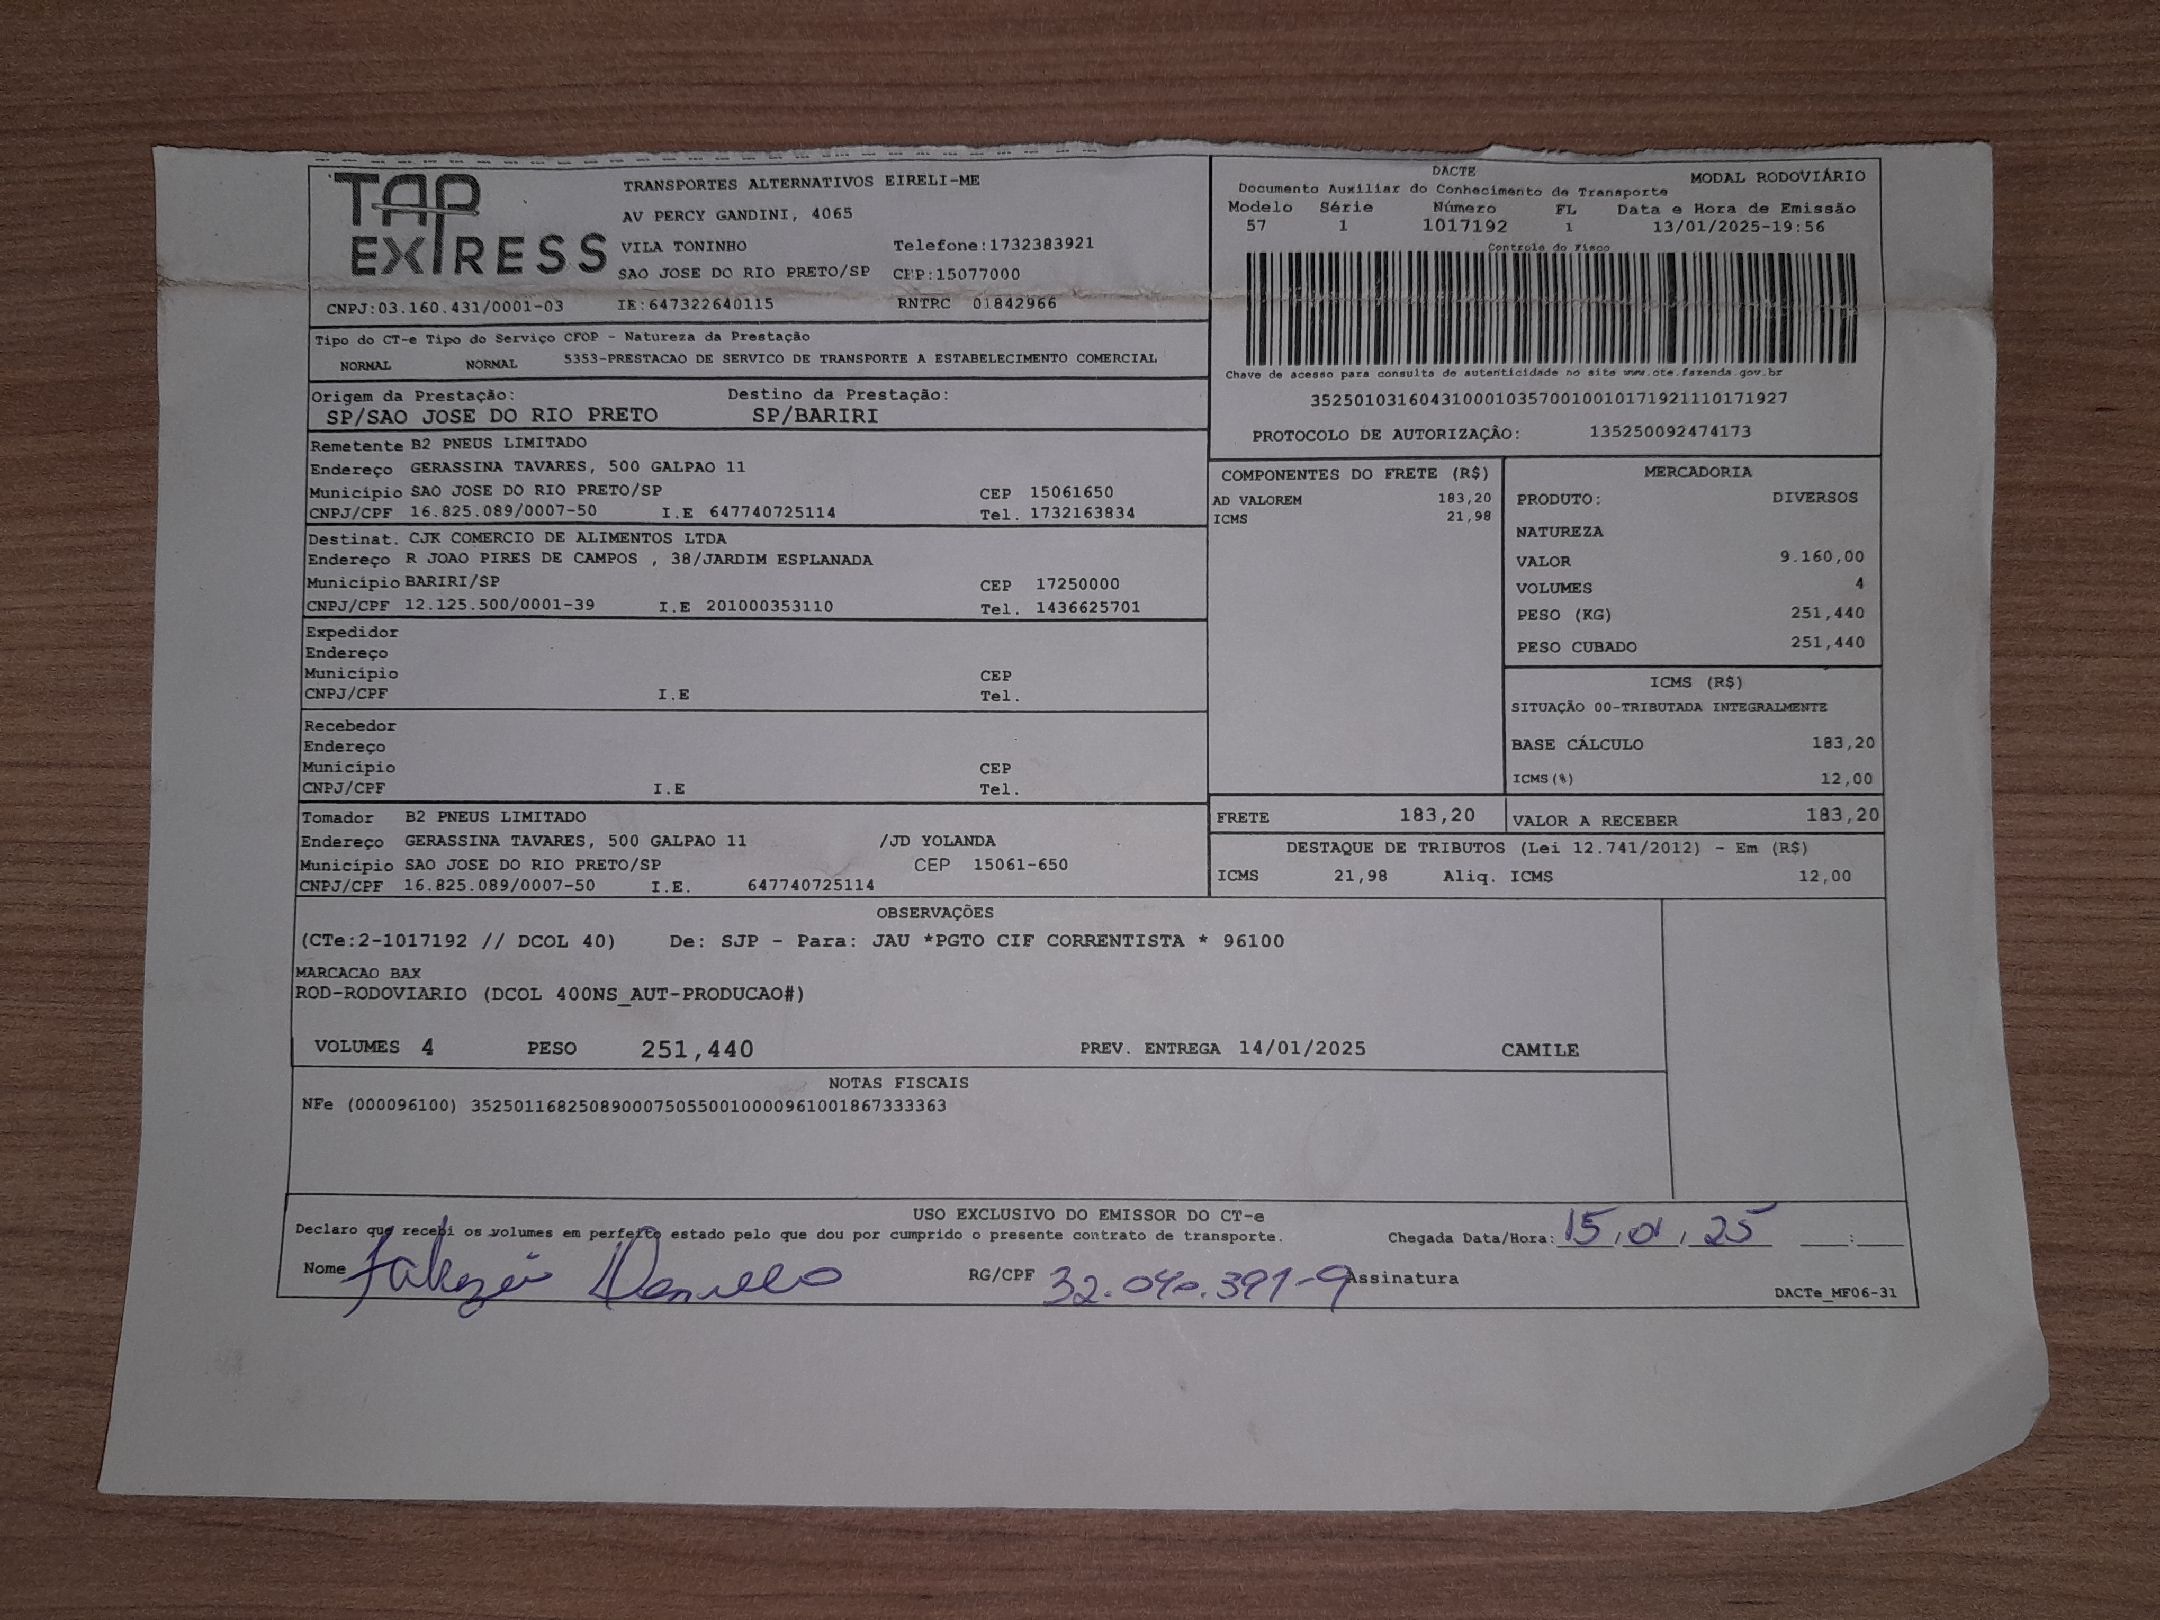 TAP EXPRESS
TRANSPORTES ALTERNATIVOS EIRELI-ME
AV PERCY GANDINI, 4065
VILA TONINHO Telefone:1732383921
SAO JOSE DO RIO PRETO/SP CEP:15077000
CNPJ:03.160.431/0001-03 IE:647322640115 RNTRC 01842966
Tipo do CT-e Tipo do Serviço CFOP - Natureza da Prestação
NORMAL NORMAL 5353-PRESTACAO DE SERVICO DE TRANSPORTE A ESTABELECIMENTO COMERCIAL
Origem da Prestação: Destino da Prestação:
SP/SAO JOSE DO RIO PRETO SP/BARIRI
DACTE MODAL RODOVIÁRIO
Documento Auxiliar do Conhecimento de Transporte
Modelo Série Número FL Data e Hora de Emissão
57 1 1017192 1 13/01/2025-19:56
Controle do Fisco
Chave de acesso para consulta de autenticidade no site www.cte.fazenda.gov.br
35250103160431000103570010010171921110171927
PROTOCOLO DE AUTORIZAÇÂO: 135250092474173
Remetente B2 PNEUS LIMITADO
Endereço GERASSINA TAVARES, 500 GALPAO 11
Município SAO JOSE DO RIO PRETO/SP CEP 15061650
CNPJ/CPF 16.825.089/0007-50 I.E 647740725114 Tel. 1732163834
Destinat. CJK COMERCIO DE ALIMENTOS LTDA
Endereço R JOAO PIRES DE CAMPOS , 38/JARDIM ESPLANADA
Município BARIRI/SP CEP 17250000
CNPJ/CPF 12.125.500/0001-39 I.E 201000353110 Tel. 1436625701
Expedidor
Endereço
Município CEP
CNPJ/CPF I.E Tel.
Recebedor
Endereço
Município CEP
CNPJ/CPF I.E Tel.
Tomador B2 PNEUS LIMITADO
Endereço GERASSINA TAVARES, 500 GALPAO 11 /JD YOLANDA
Município SAO JOSE DO RIO PRETO/SP CEP 15061-650
CNPJ/CPF 16.825.089/0007-50 I.E. 647740725114
COMPONENTES DO FRETE (R$)
AD VALOREM 183,20
ICMS 21,98
MERCADORIA
PRODUTO: DIVERSOS
NATUREZA
VALOR 9.160,00
VOLUMES 4
PESO (KG) 251,440
PESO CUBADO 251,440
ICMS (R$)
SITUAÇÃO 00-TRIBUTADA INTEGRALMENTE
BASE CÁLCULO 183,20
ICMS(%) 12,00
FRETE 183,20 VALOR A RECEBER 183,20
DESTAQUE DE TRIBUTOS (Lei 12.741/2012) - Em (R$)
ICMS 21,98 Aliq. ICMS 12,00
OBSERVAÇÕES
(CTe:2-1017192 // DCOL 40) De: SJP - Para: JAU *PGTO CIF CORRENTISTA * 96100
MARCACAO BAX
ROD-RODOVIARIO (DCOL 400NS_AUT-PRODUCAO#)
VOLUMES 4 PESO 251,440 PREV. ENTREGA 14/01/2025 CAMILE
NOTAS FISCAIS
NFe (000096100) 35250116825089000750550010000961001867333363
USO EXCLUSIVO DO EMISSOR DO CT-e
Declaro que recebi os volumes em perfeito estado pelo que dou por cumprido o presente contrato de transporte. Chegada Data/Hora: 15,01,25 :
Nome RG/CPF 32.040.391-9 Assinatura
DACTe_MF06-31